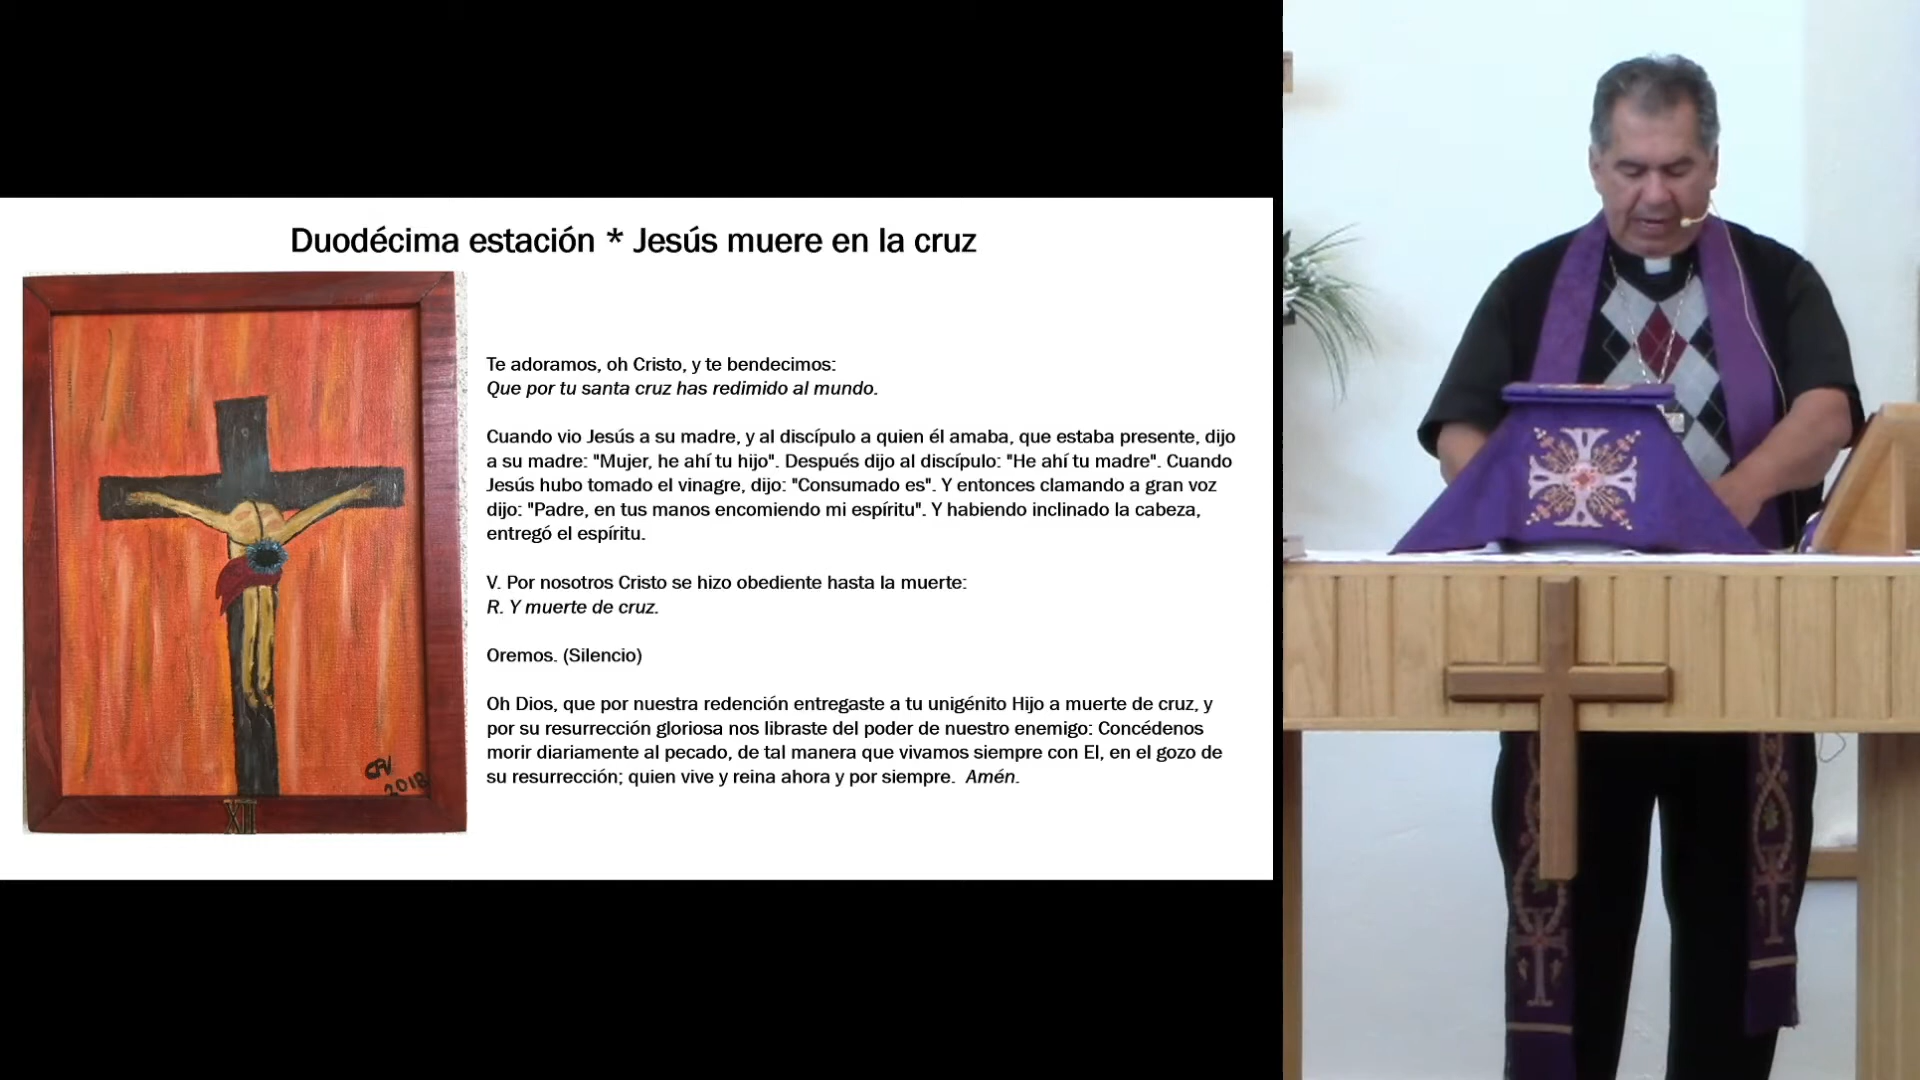 Duodécima estación * Jesús muere en la cruz
Te adoramos, oh Cristo, y te bendecimos:
Que por tu santa cruz has redimido al mundo.
Cuando vio Jesús a su madre, y al discípulo a quien él amaba, que estaba presente, dijo
a su madre: "Mujer, he ahí tu hijo". Después dijo al discípulo: "He ahí tu madre". Cuando
Jesús hubo tomado el vinagre, dijo: "Consumado es". Y entonces clamando a gran voz
dijo: "Padre, en tus manos encomiendo mi espíritu". Y habiendo inclinado la cabeza,
entregó el espíritu.
V. Por nosotros Cristo se hizo obediente hasta la muerte:
R. Y muerte de cruz.
Oremos. (Silencio)
Oh Dios, que por nuestra redención entregaste a tu unigénito Hijo a muerte de cruz, y
por su resurrección gloriosa nos libraste del poder de nuestro enemigo: Concédenos
morir diariamente al pecado, de tal manera que vivamos siempre con El, en el gozo de
su resurrección; quien vive y reina ahora y por siempre. Amén.
2018
XII